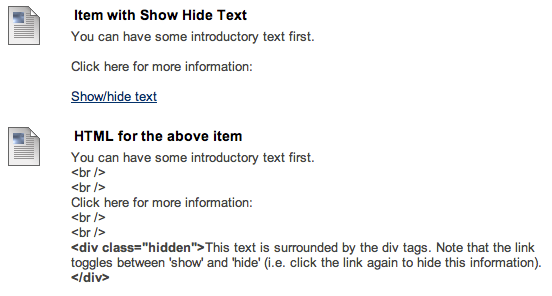 Item with Show Hide Text
You can have some introductory text first.
Click here for more information:
Show/hide text
HTML for the above item
You can have some introductory text first.
<br />
<br />
Click here for more information:
<br />
<br />
<div class="hidden">This text is surrounded by the div tags. Note that the link
toggles between 'show' and 'hide' (i.e. click the link again to hide this information).
</div>